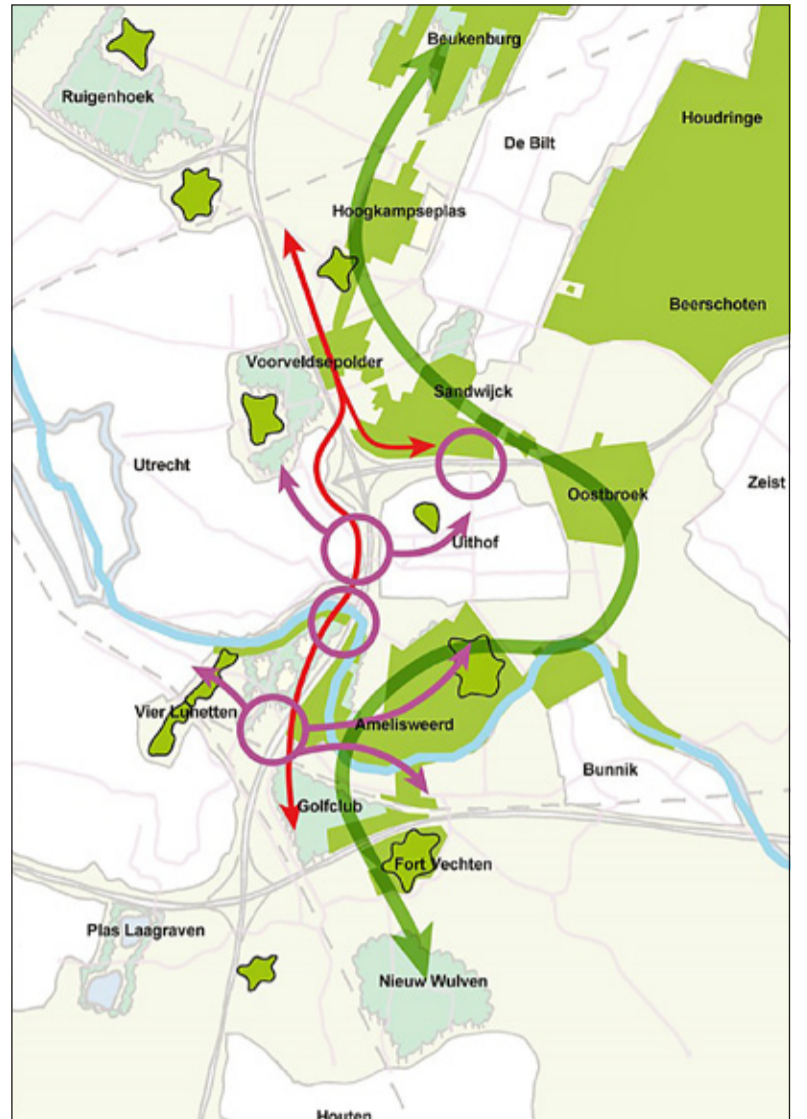 Beukenburg
Ruigenhoek
Houdringe
De Bilt
Hoogkampseplas
Beerschoten
Voorveldsepolder
Sandwijck
Utrecht
Zeist
Oostbroek
Uithof
Vier Lunetten
Amelisweerd
Bunnik
Golfclub
Fort Vechten
Plas Laagraven
Nieuw Wulven
Houten